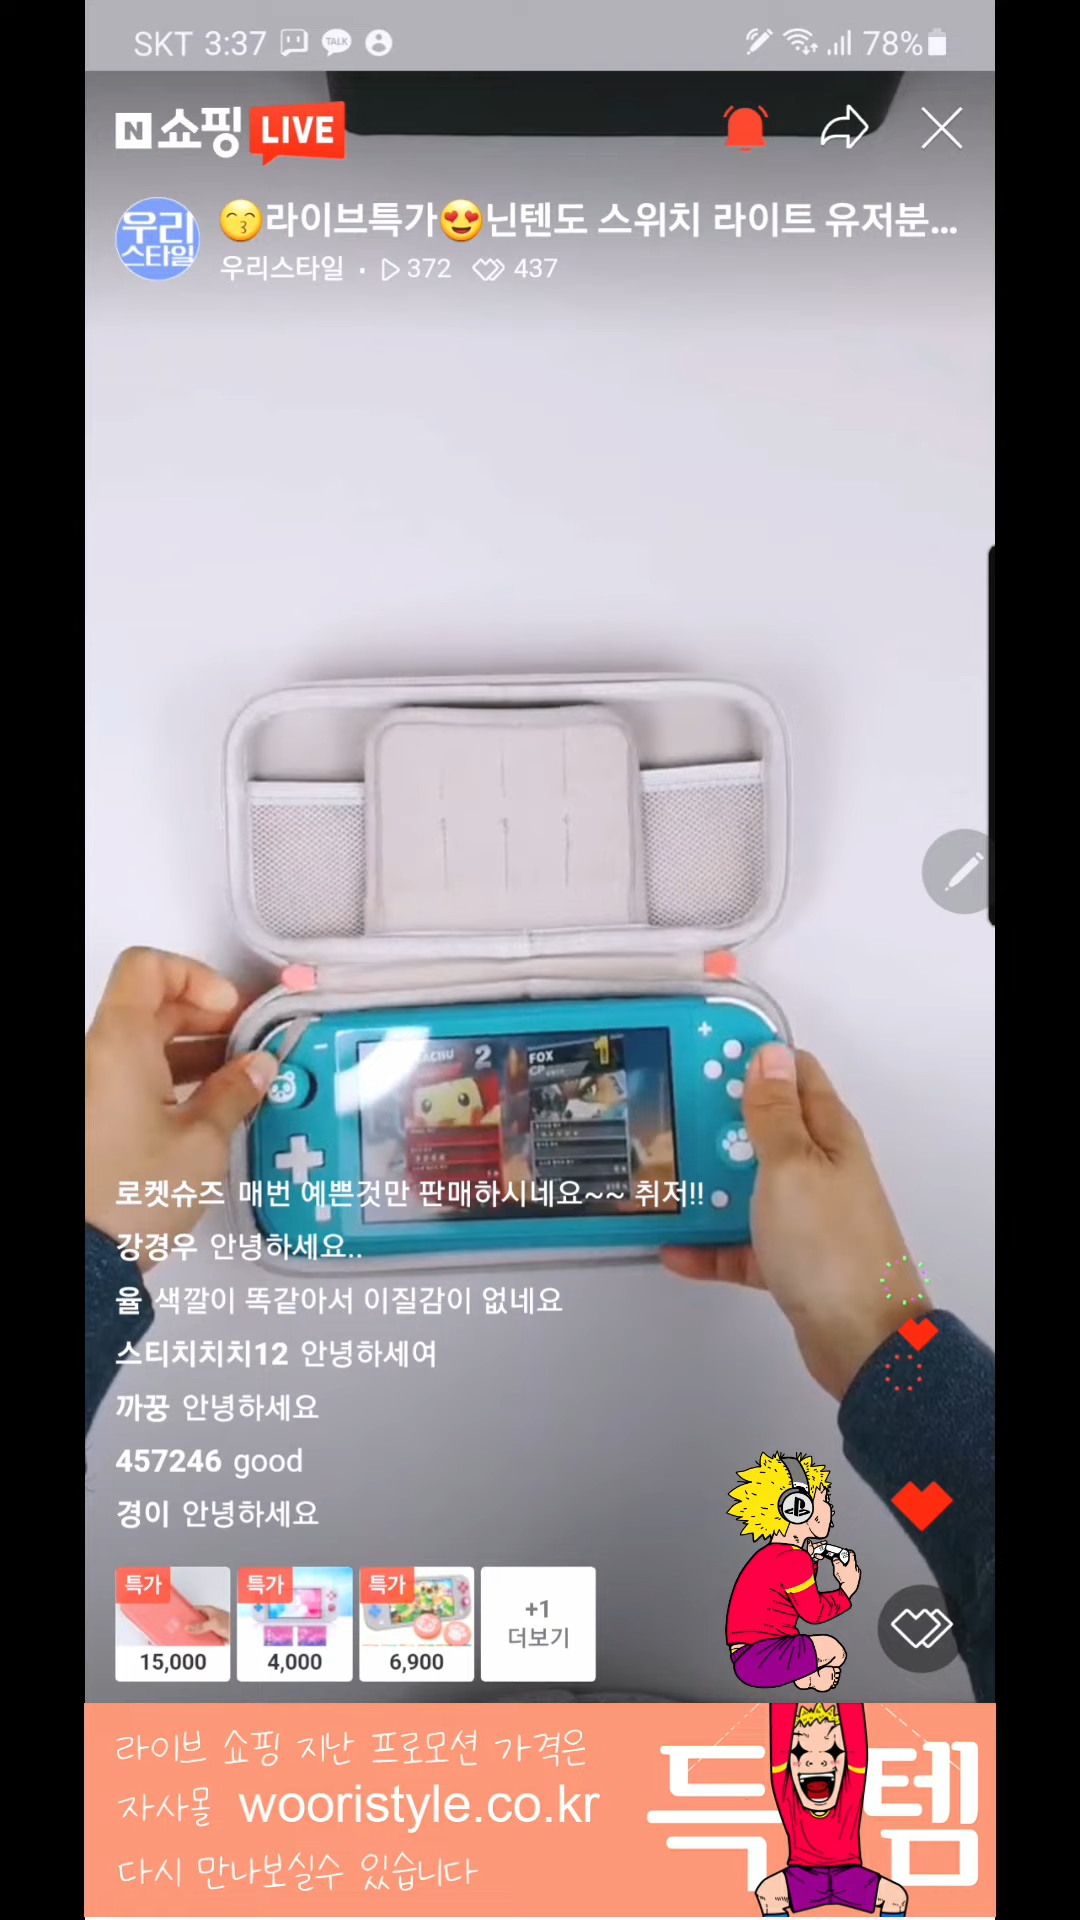 SKT 3:37 TALK 78%
N 쇼핑 LIVE
우리
스타일
😙라이브특가😍닌텐도 스위치 라이트 유저분...
우리스타일 · 372 437
2 FOX 1
로켓슈즈 매번 예쁜것만 판매하시네요~~ 취저!!
강경우 안녕하세요..
율 색깔이 똑같아서 이질감이 없네요
스티치치치12 안녕하세여
까꿍 안녕하세요
457246 good
경이 안녕하세요
특가 특가 특가
15,000 4,000 6,900
+1
더보기
라이브 쇼핑 지난 프로모션 가격은
자사몰 wooristyle.co.kr
다시 만나보실수 있습니다
득템